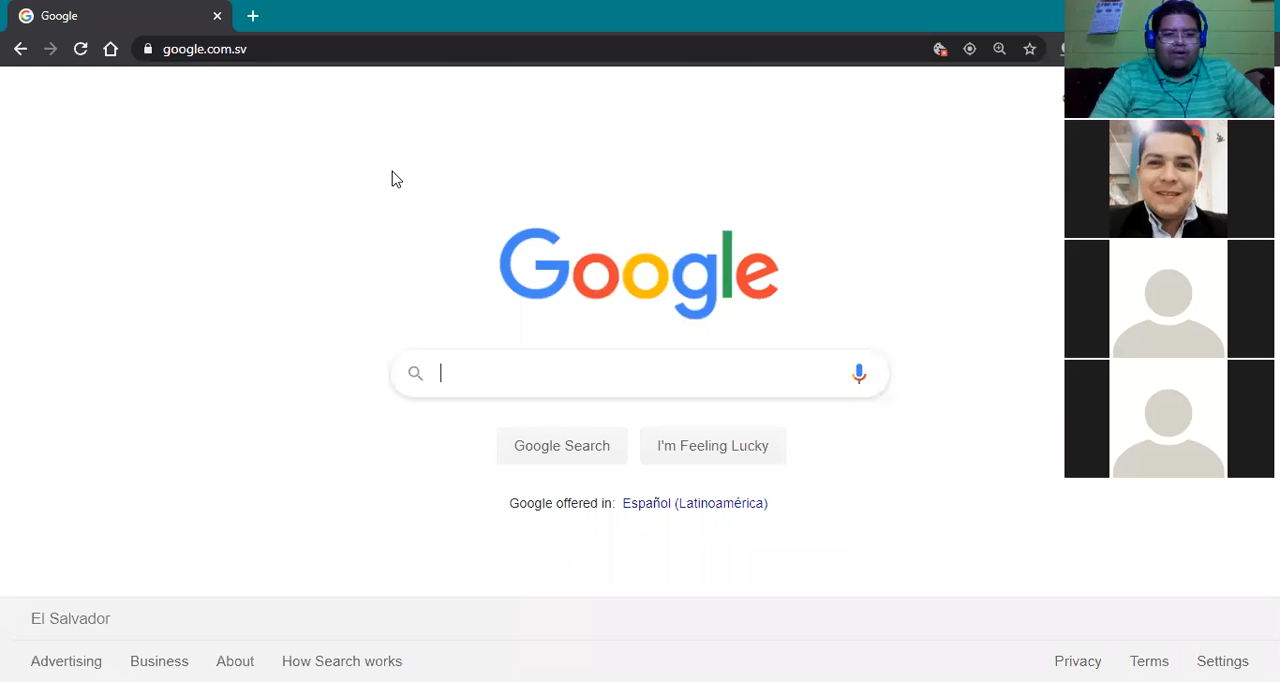 Google
google.com.sv
Google
Google Search
I'm Feeling Lucky
Google offered in: Español (Latinoamérica)
El Salvador
Advertising
Business
About
How Search works
Privacy
Terms
Settings